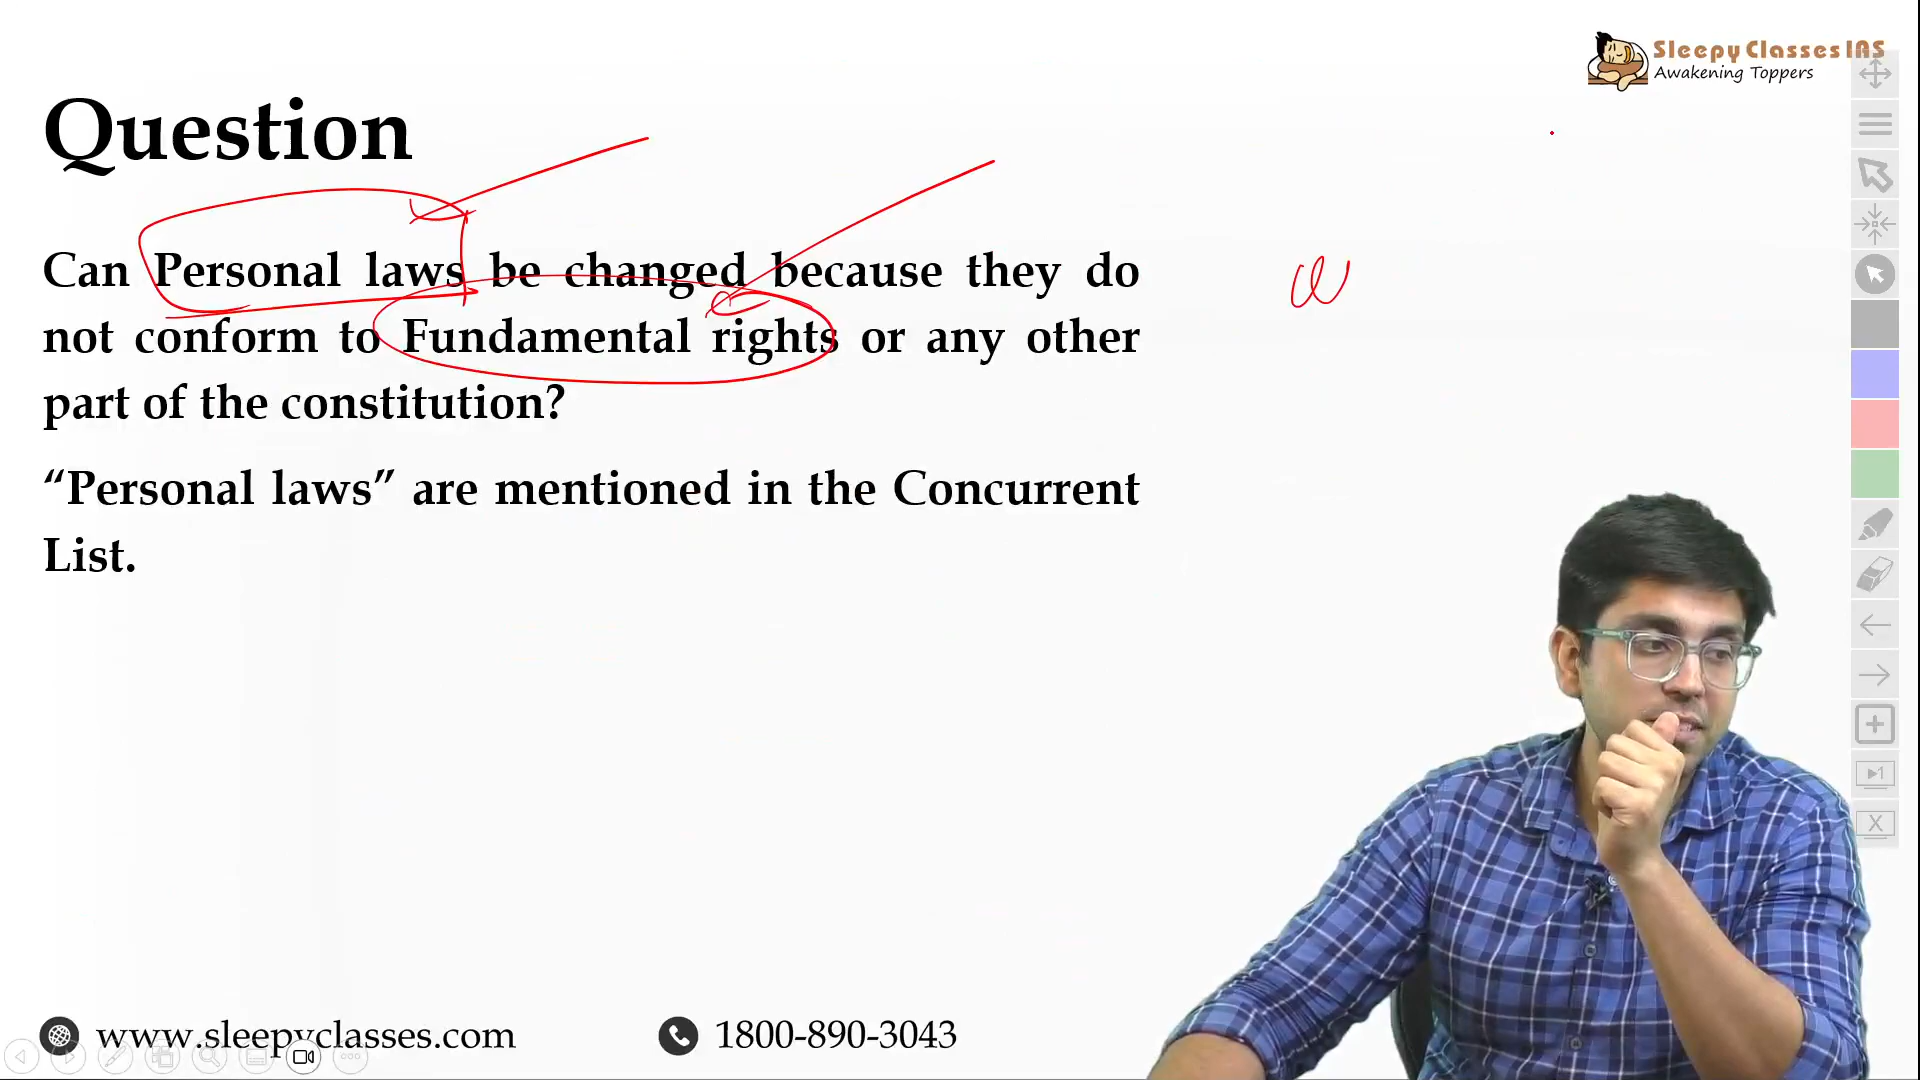 Sleepy Classes IAS
Awakening Toppers
Question
Can Personal laws be changed because they do
not conform to Fundamental rights or any other
part of the constitution?
“Personal laws” are mentioned in the Concurrent
List.
www.sleepyclasses.com
1800-890-3043